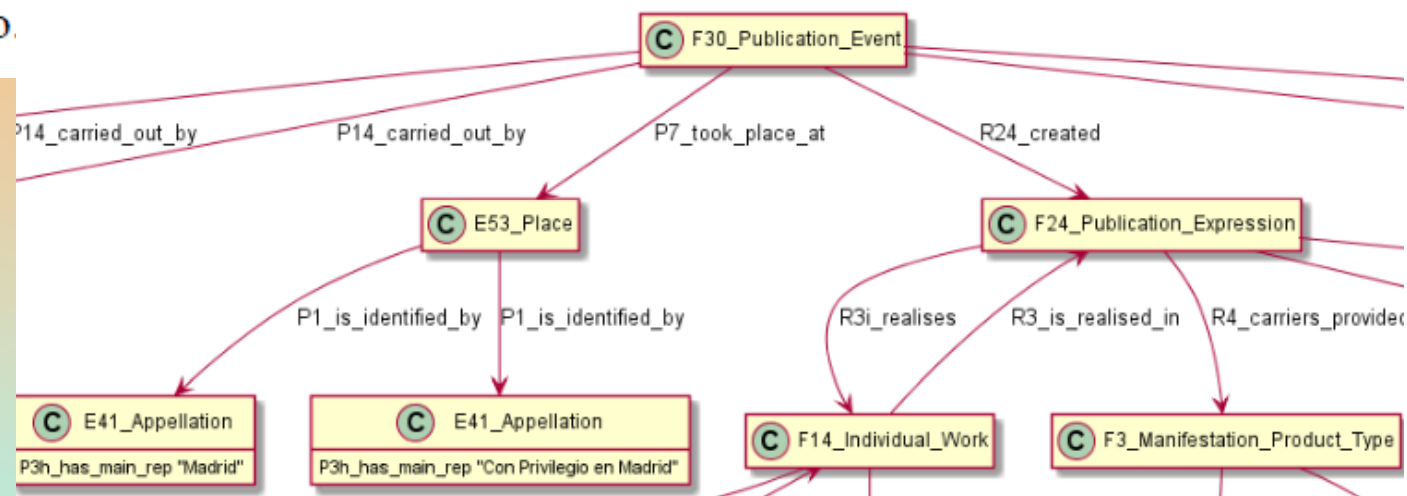 C F30_Publication_Event
P14_carried_out_by
P14_carried_out_by
P7_took_place_at
R24_created
C E53_Place
C F24_Publication_Expression
P1_is_identified_by
P1_is_identified_by
R3i_realises
R3_is_realised_in
R4_carriers_provided
C E41_Appellation
P3h_has_main_rep "Madrid"
C E41_Appellation
P3h_has_main_rep "Con Privilegio en Madrid"
C F14_Individual_Work
C F3_Manifestation_Product_Type